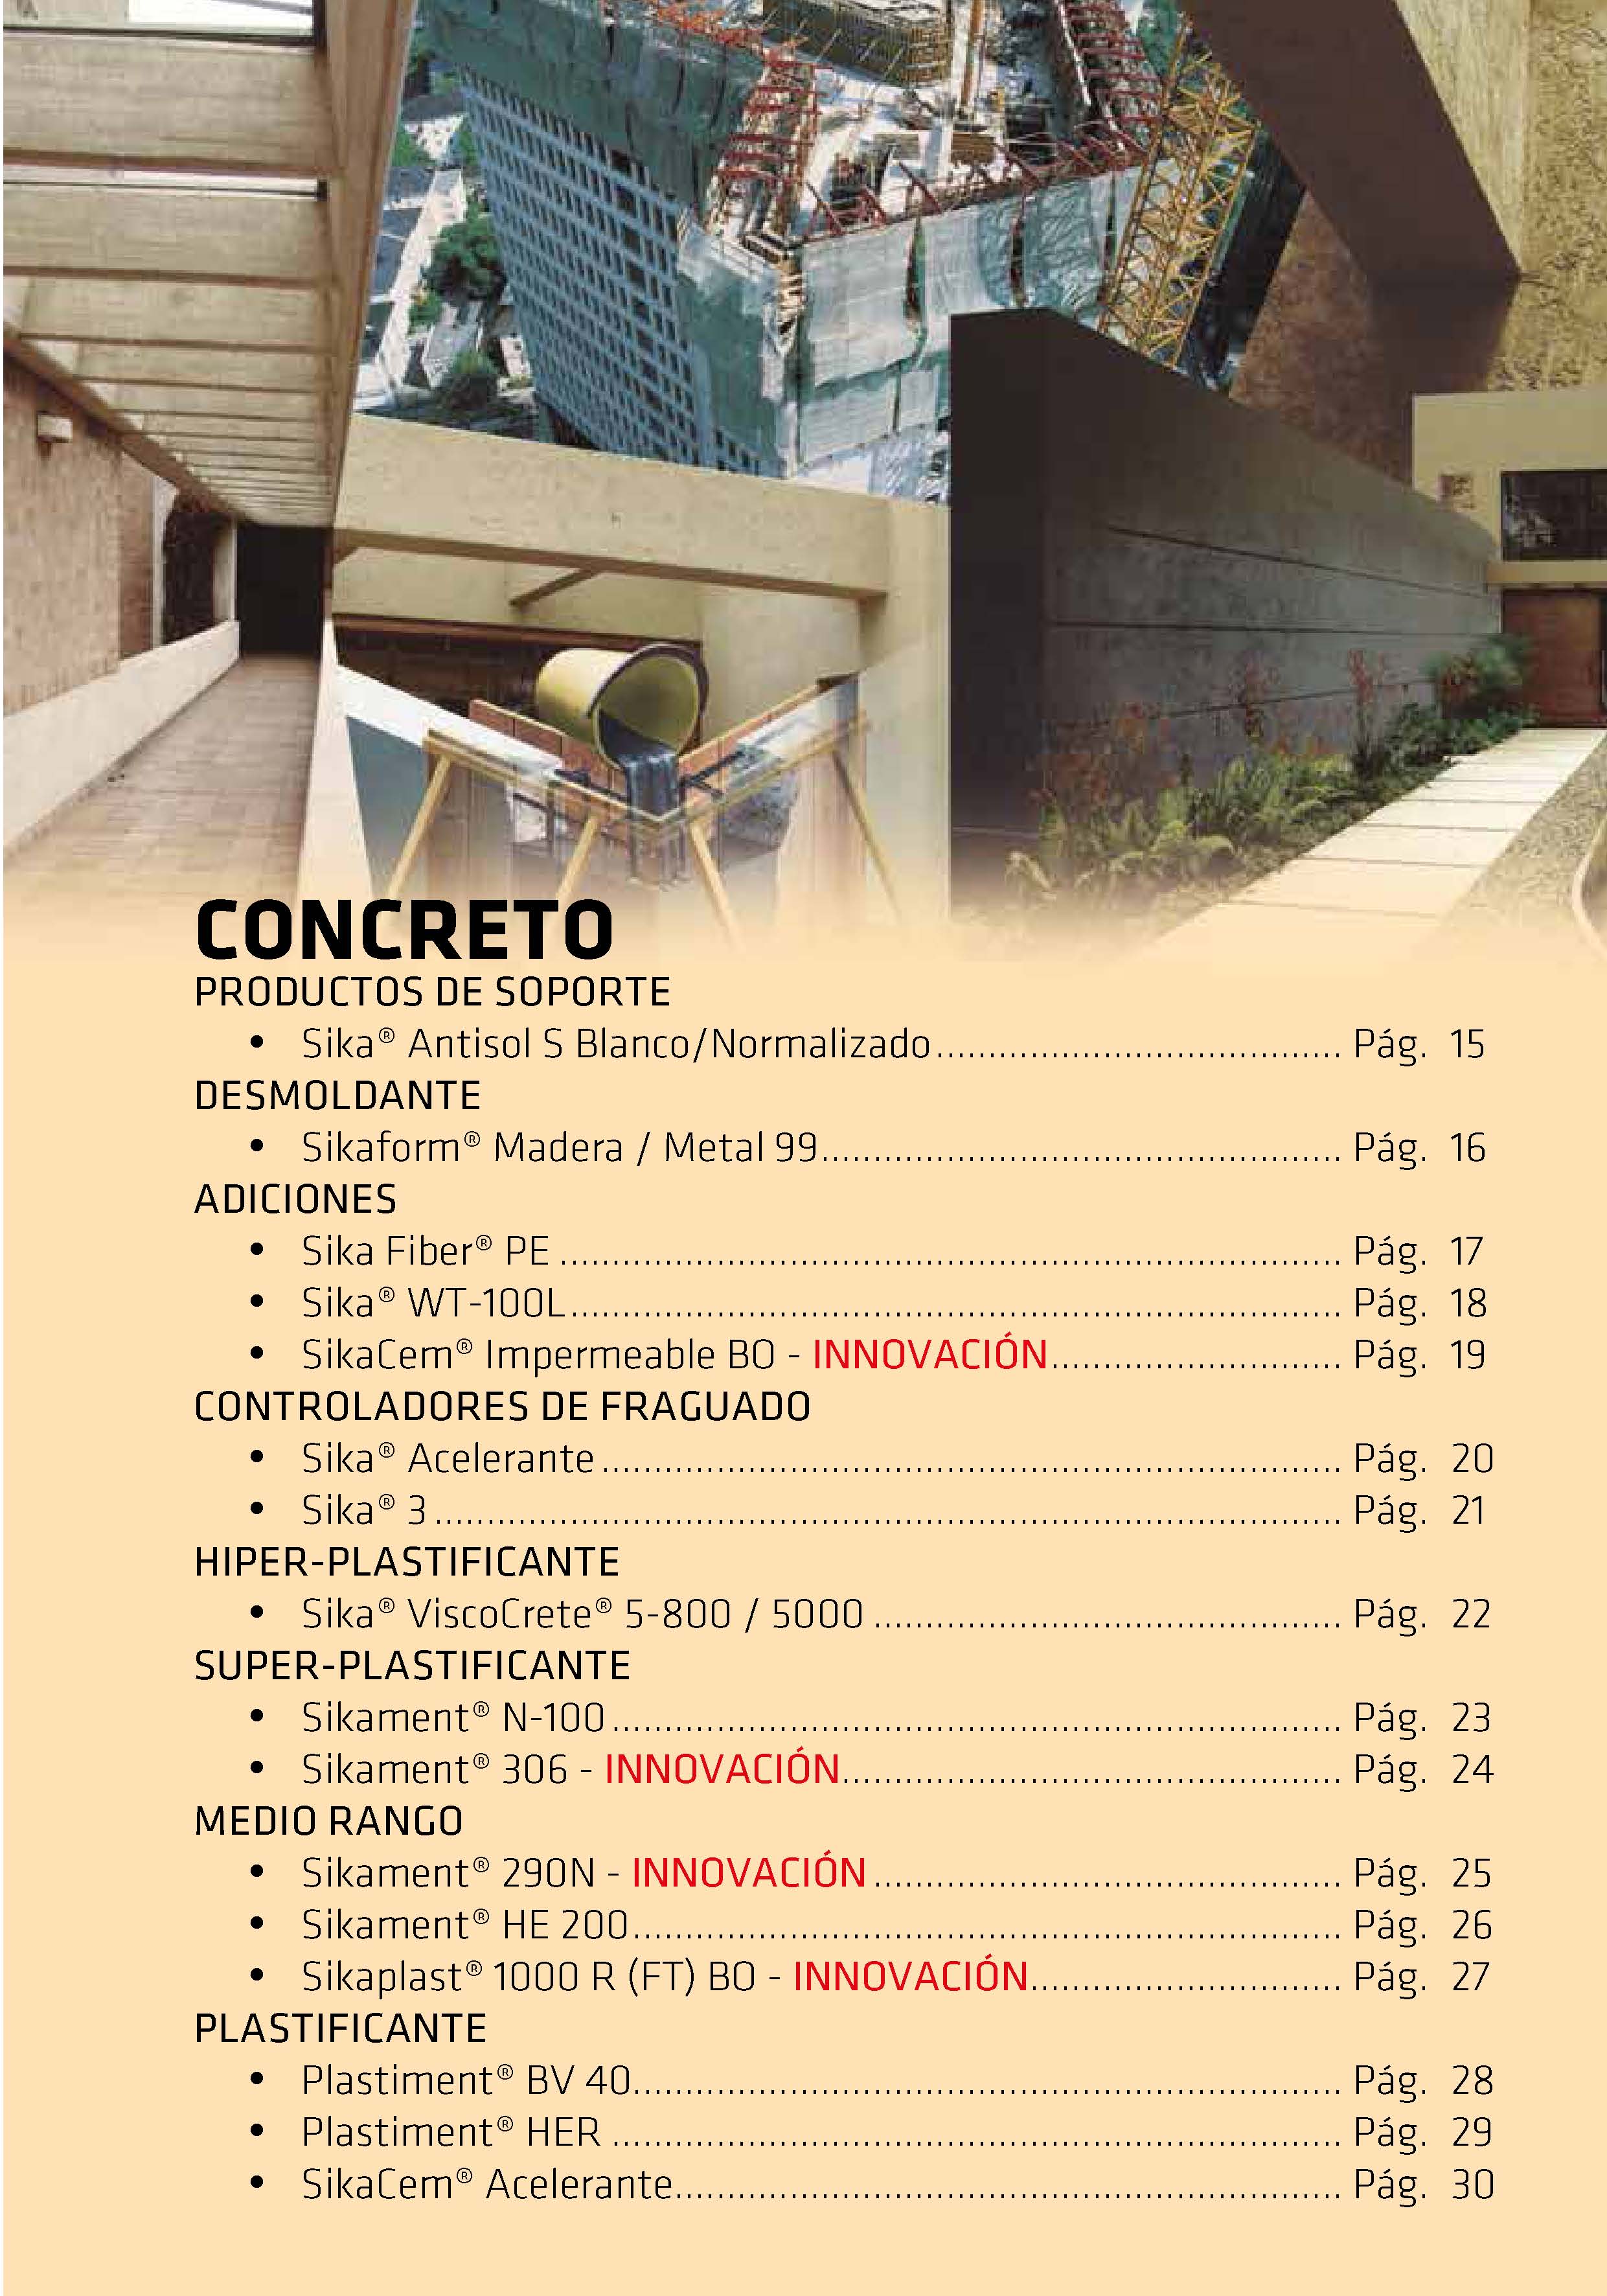 CONCRETO
PRODUCTOS DE SOPORTE
• Sika® Antisol S Blanco/Normalizado....................................... Pág. 15
DESMOLDANTE
• Sikaform® Madera / Metal 99.................................................. Pág. 16
ADICIONES
• Sika Fiber® PE ........................................................................... Pág. 17
• Sika® WT-100L.......................................................................... Pág. 18
• SikaCem® Impermeable BO - INNOVACIÓN............................ Pág. 19
CONTROLADORES DE FRAGUADO
• Sika® Acelerante....................................................................... Pág. 20
• Sika® 3....................................................................................... Pág. 21
HIPER-PLASTIFICANTE
• Sika® ViscoCrete® 5-800 / 5000 ............................................. Pág. 22
SUPER-PLASTIFICANTE
• Sikament® N-100...................................................................... Pág. 23
• Sikament® 306 - INNOVACIÓN................................................ Pág. 24
MEDIO RANGO
• Sikament® 290N - INNOVACIÓN............................................. Pág. 25
• Sikament® HE 200.................................................................... Pág. 26
• Sikaplast® 1000 R (FT) BO - INNOVACIÓN.............................. Pág. 27
PLASTIFICANTE
• Plastiment® BV 40.................................................................... Pág. 28
• Plastiment® HER ...................................................................... Pág. 29
• SikaCem® Acelerante................................................................ Pág. 30